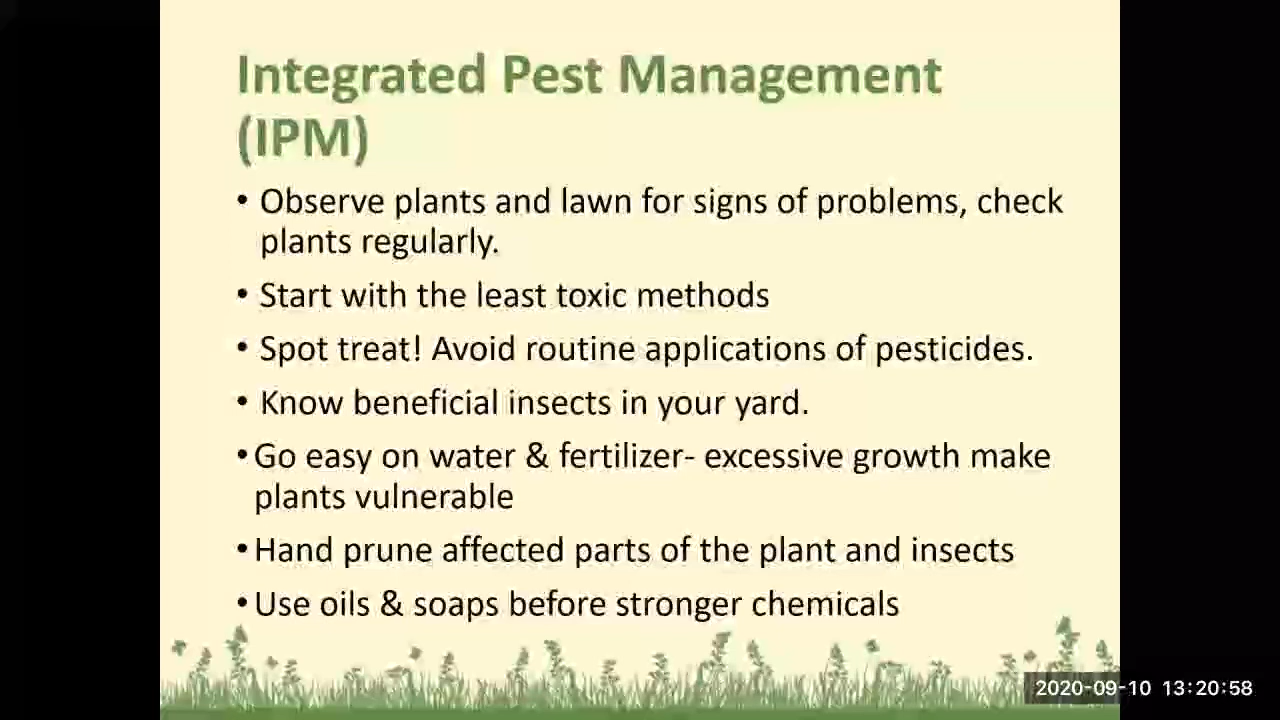 Integrated Pest Management
(IPM)
• Observe plants and lawn for signs of problems, check
plants regularly.
• Start with the least toxic methods
• Spot treat! Avoid routine applications of pesticides.
• Know beneficial insects in your yard.
• Go easy on water & fertilizer- excessive growth make
plants vulnerable
• Hand prune affected parts of the plant and insects
• Use oils & soaps before stronger chemicals
2020-09-10 13:20:58